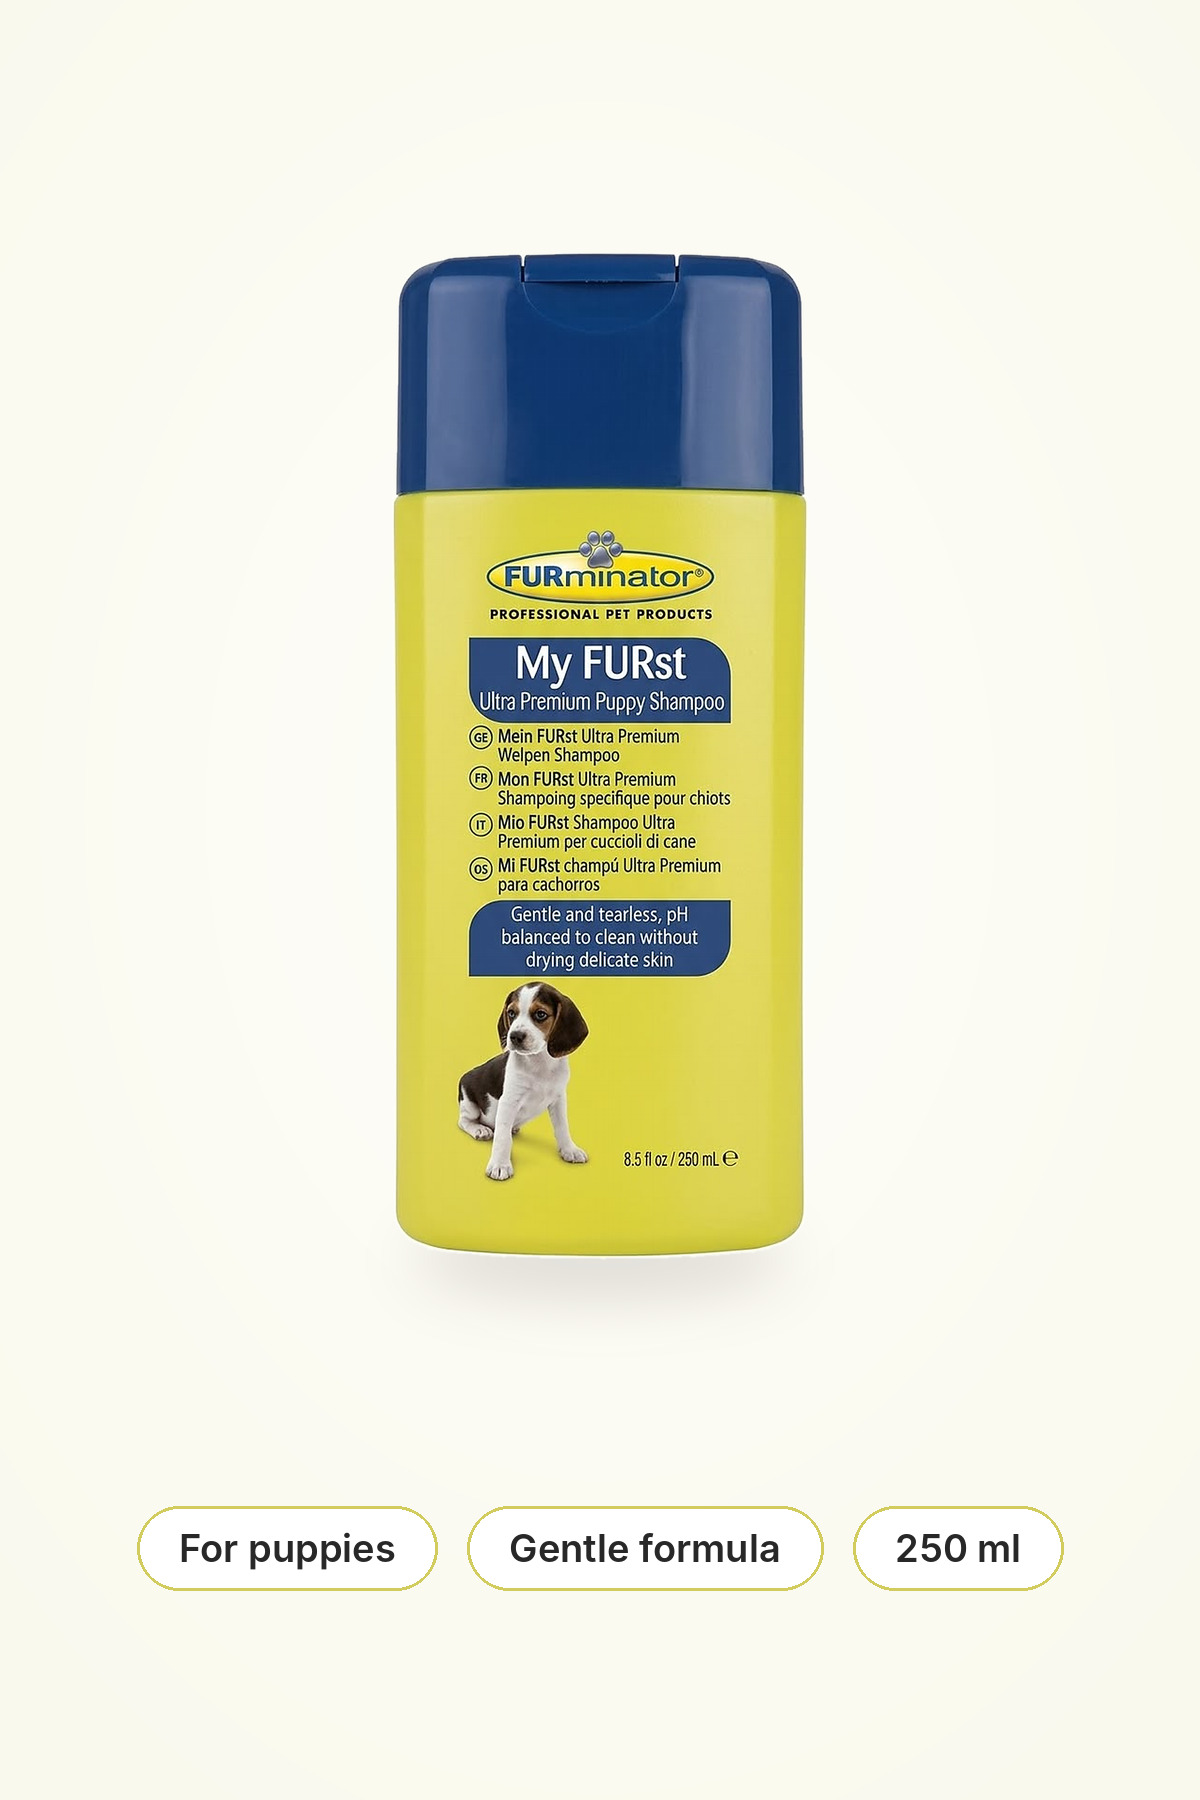 FURminator®
PROFESSIONAL PET PRODUCTS
My FURst
Ultra Premium Puppy Shampoo
GE Mein FURst Ultra Premium
Welpen Shampoo
FR Mon FURst Ultra Premium
Shampoing specifique pour chiots
IT Mio FURst Shampoo Ultra
Premium per cuccioli di cane
OS Mi FURst champú Ultra Premium
para cachorros
Gentle and tearless, pH
balanced to clean without
drying delicate skin
8.5 fl oz / 250 mL ℮
For puppies
Gentle formula
250 ml